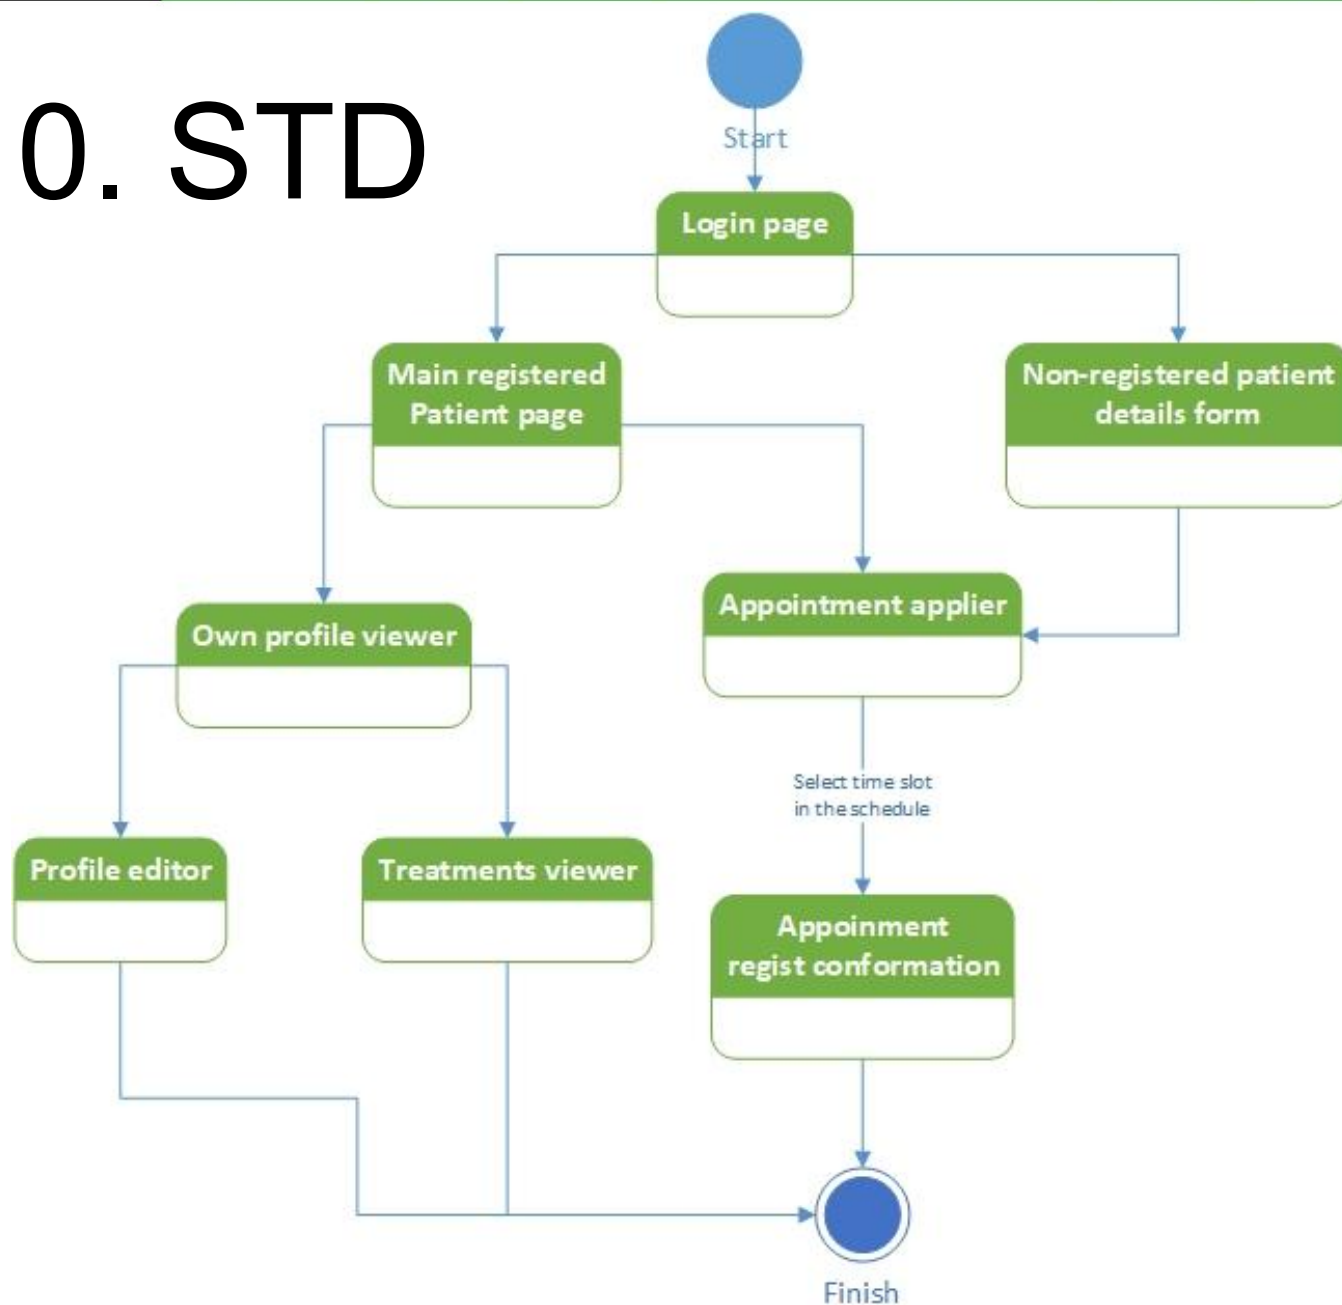 0. STD
Start
Login page
Main registered
Patient page
Non-registered patient
details form
Appointment applier
Own profile viewer
Select time slot
in the schedule
Profile editor
Treatments viewer
Appoinment
regist conformation
Finish